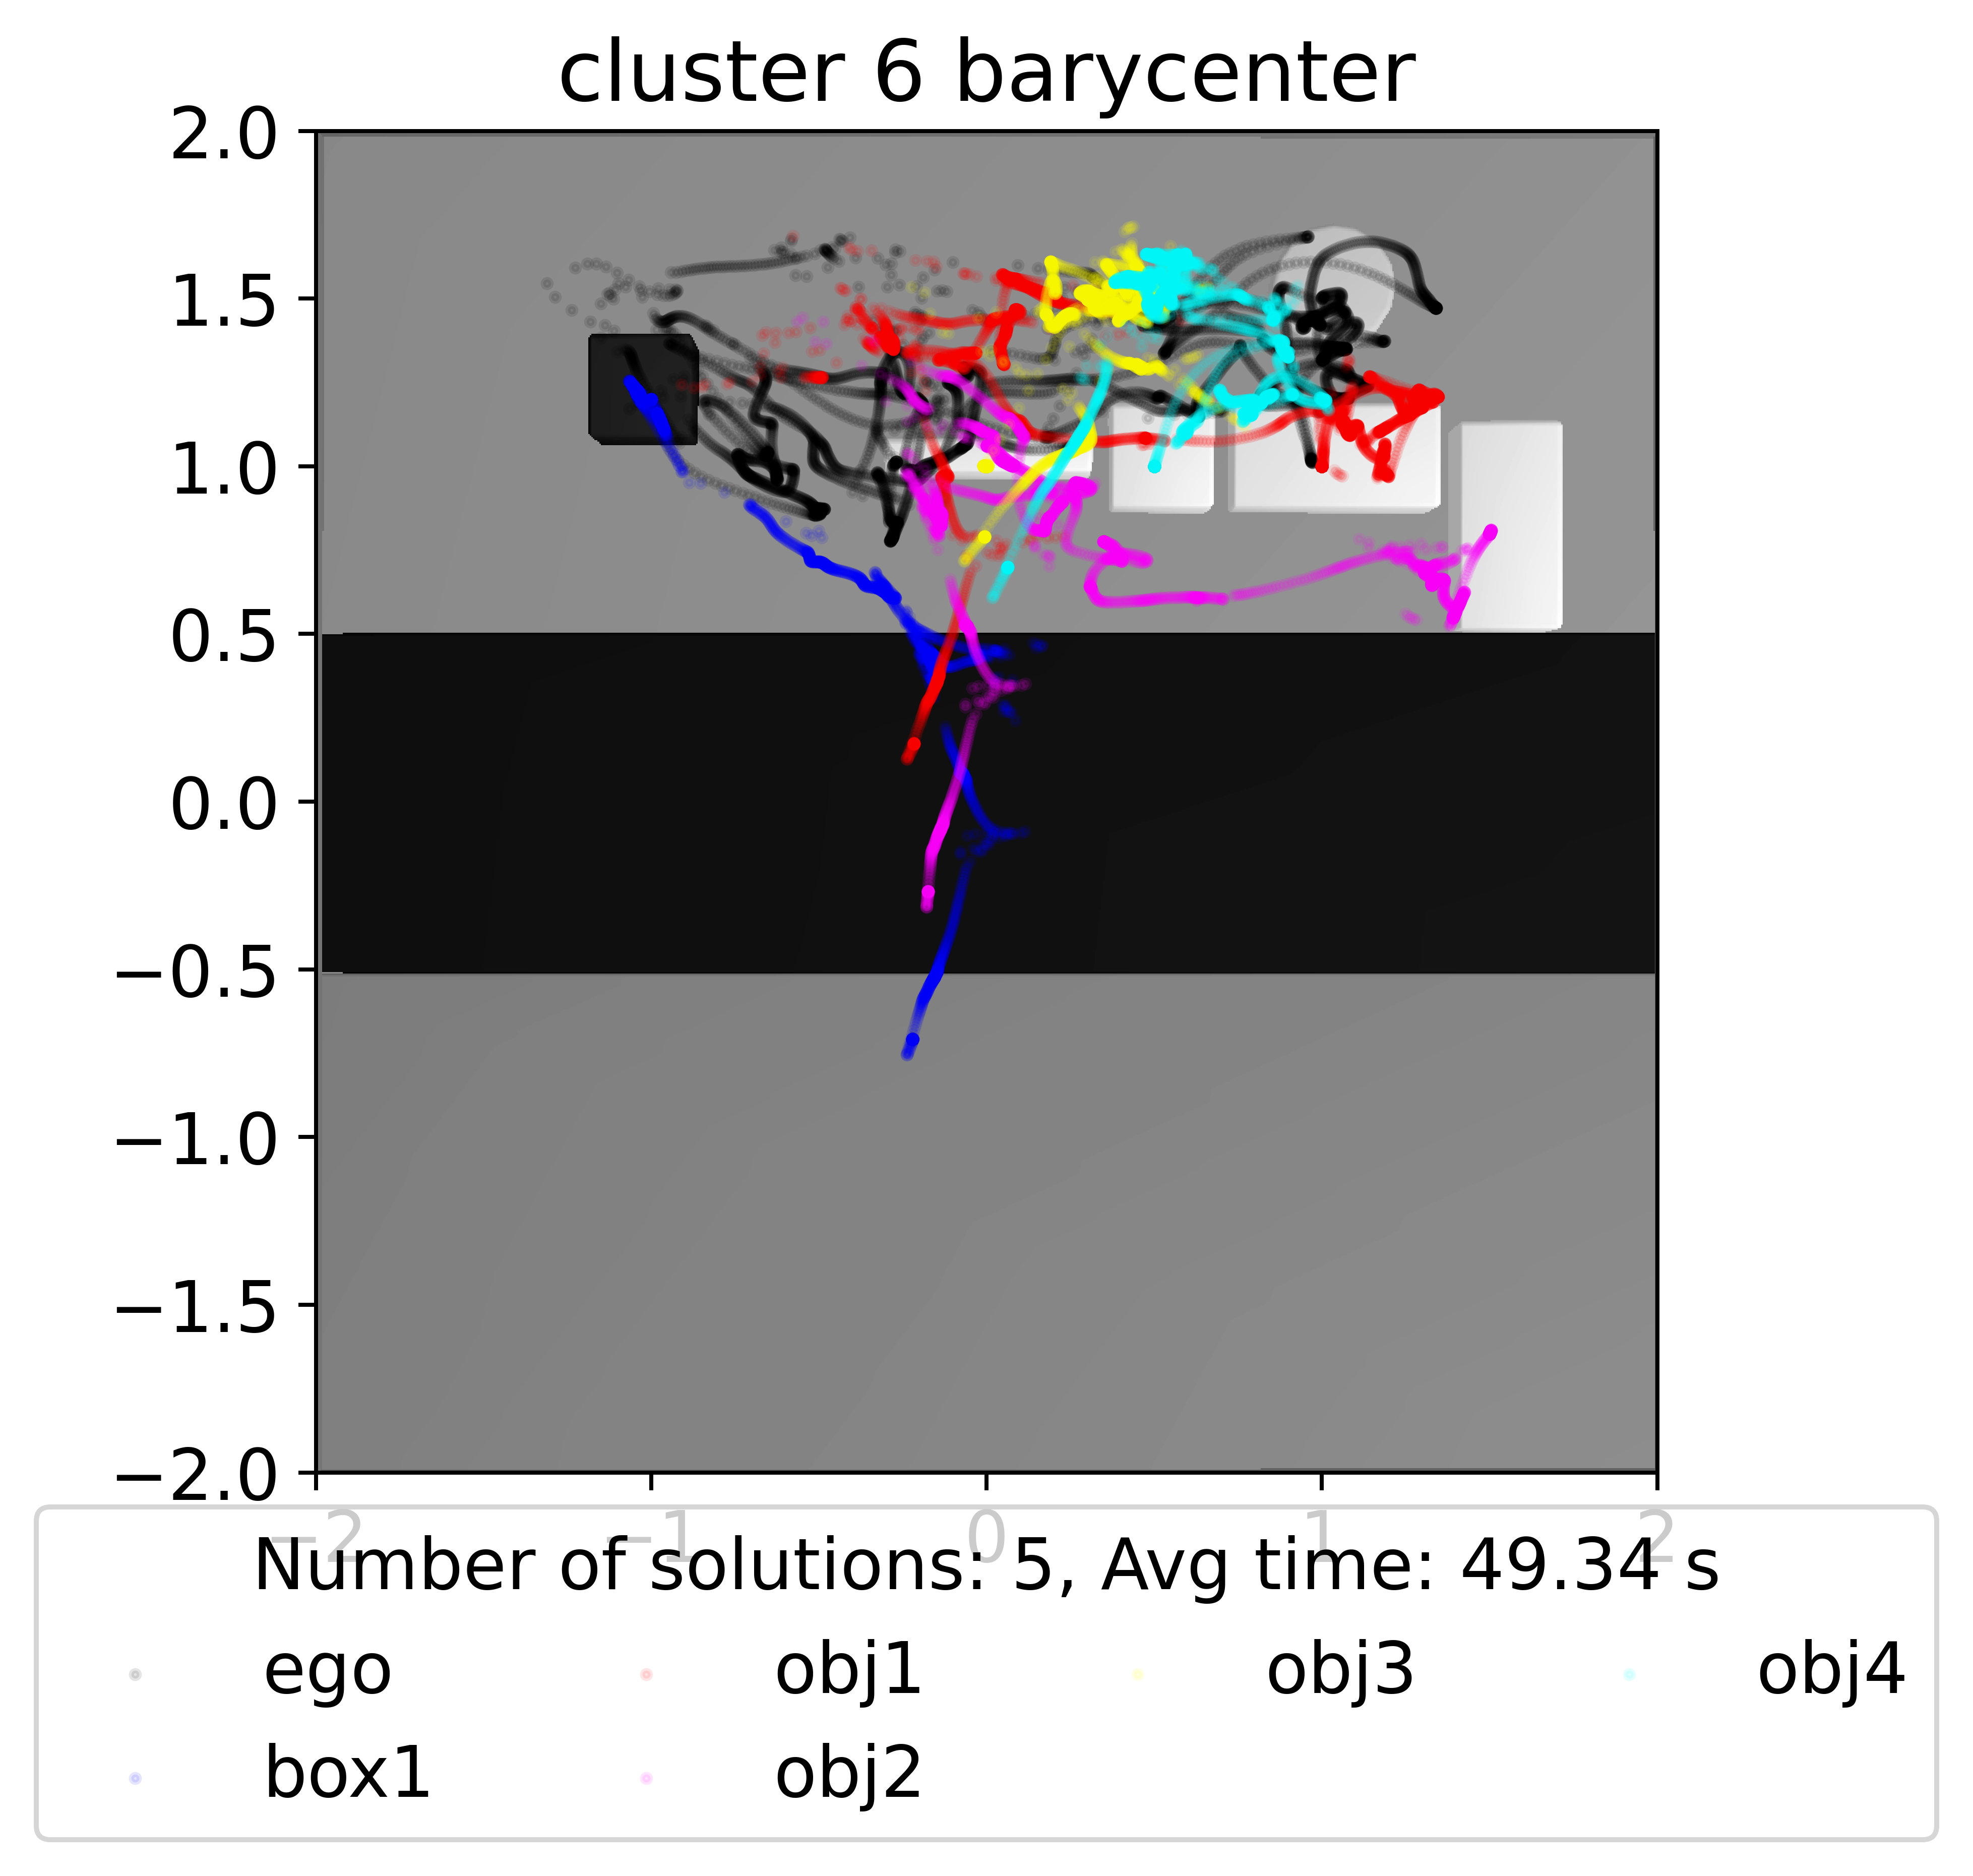 cluster 6 barycenter
2.0
1.5
1.0
0.5
0.0
−0.5
−1.0
−1.5
−2.0
−2 −1 0 1 2
Number of solutions: 5, Avg time: 49.34 s
ego obj1 obj3 obj4
box1 obj2